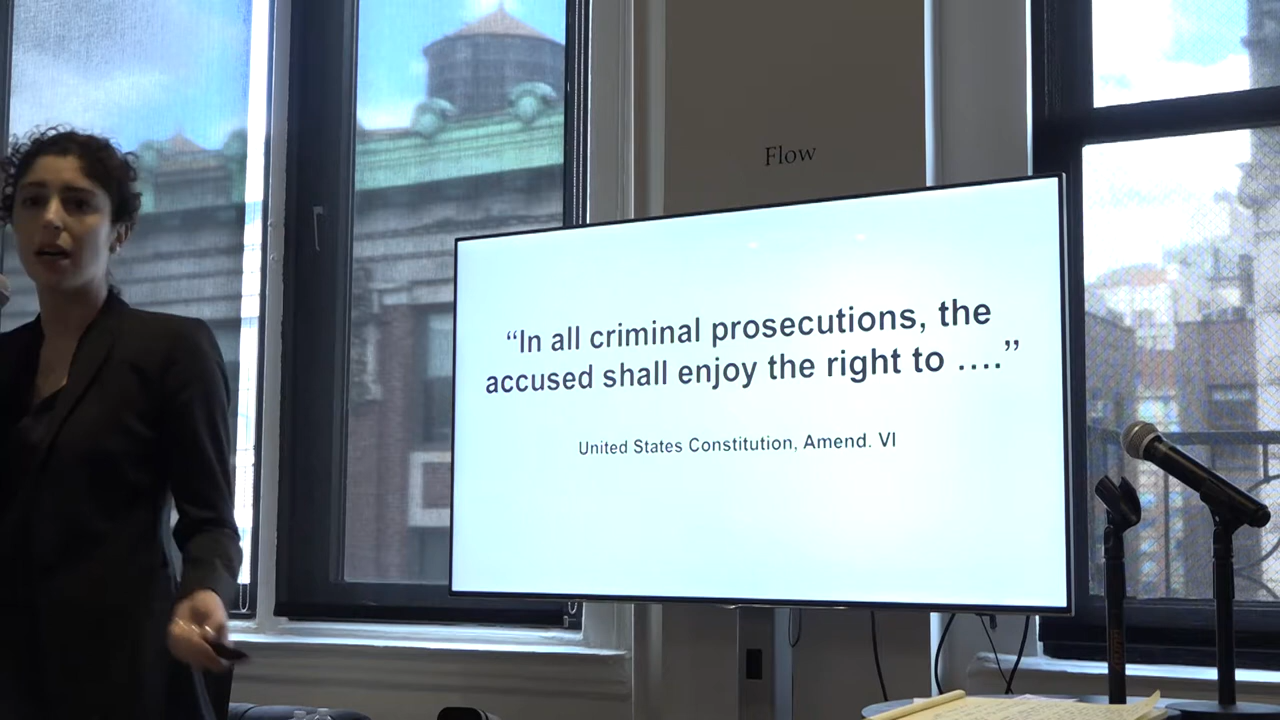 Flow
“In all criminal prosecutions, the
accused shall enjoy the right to ….”
United States Constitution, Amend. VI